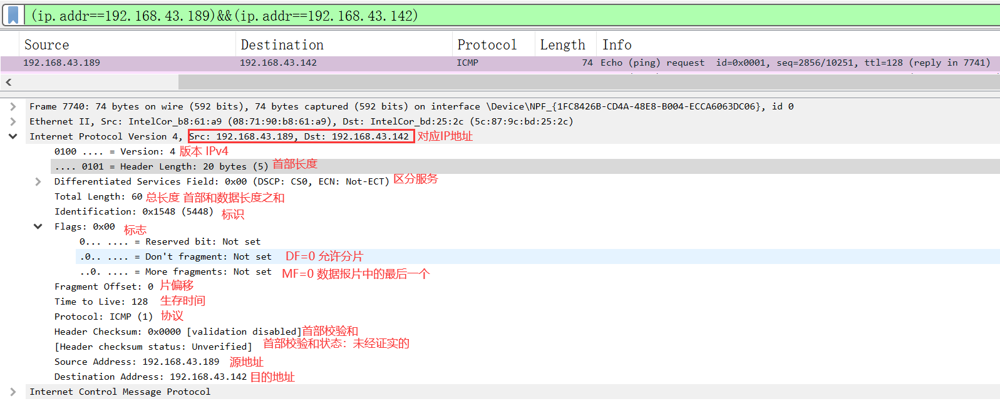 (ip.addr==192.168.43.189)&&(ip.addr==192.168.43.142)
Source Destination Protocol Length Info
192.168.43.189 192.168.43.142 ICMP 74 Echo (ping) request id=0x0001, seq=2856/10251, ttl=128 (reply in 7741)
Frame 7740: 74 bytes on wire (592 bits), 74 bytes captured (592 bits) on interface \Device\NPF_{1FC8426B-CD4A-48E8-B004-ECCA6063DC06}, id 0
Ethernet II, Src: IntelCor_b8:61:a9 (08:71:90:b8:61:a9), Dst: IntelCor_bd:25:2c (5c:87:9c:bd:25:2c)
Internet Protocol Version 4, Src: 192.168.43.189, Dst: 192.168.43.142 对应IP地址
0100 .... = Version: 4 版本 IPv4
.... 0101 = Header Length: 20 bytes (5) 首部长度
Differentiated Services Field: 0x00 (DSCP: CS0, ECN: Not-ECT) 区分服务
Total Length: 60 总长度 首部和数据长度之和
Identification: 0x1548 (5448) 标识
Flags: 0x00 标志
0... .... = Reserved bit: Not set
.0.. .... = Don't fragment: Not set DF=0 允许分片
..0. .... = More fragments: Not set MF=0 数据报片中的最后一个
Fragment Offset: 0 片偏移
Time to Live: 128 生存时间
Protocol: ICMP (1) 协议
Header Checksum: 0x0000 [validation disabled]首部校验和
[Header checksum status: Unverified] 首部校验和状态：未经证实的
Source Address: 192.168.43.189 源地址
Destination Address: 192.168.43.142 目的地址
Internet Control Message Protocol